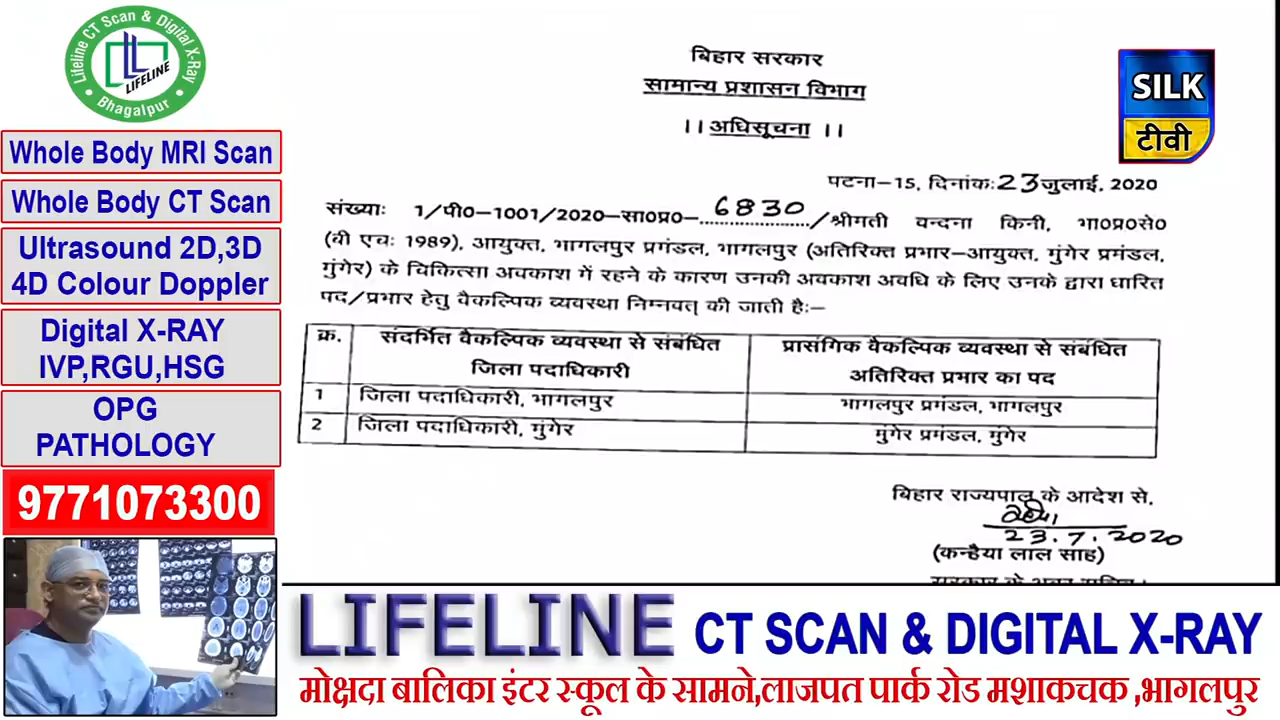 Lifeline CT Scan & Digital X-Ray
LIFELINE
Bhagalpur
Whole Body MRI Scan
Whole Body CT Scan
Ultrasound 2D,3D
4D Colour Doppler
Digital X-RAY
IVP,RGU,HSG
OPG
PATHOLOGY
9771073300
बिहार सरकार
सामान्य प्रशासन विभाग
।। अधिसूचना ।।
SILK
टीवी
पटना-15, दिनांक: 23 जुलाई, 2020
संख्याः 1/पी0-1001/2020-सा0प्र0-6830/श्रीमती वन्दना किनी, भा0प्र0से0
(वी एचः 1989), आयुक्त, भागलपुर प्रमंडल, भागलपुर (अतिरिक्त प्रभार-आयुक्त, मुंगेर प्रमंडल,
मुंगेर) के चिकित्सा अवकाश में रहने के कारण उनकी अवकाश अवधि के लिए उनके द्वारा धारित
पद/प्रभार हेतु वैकल्पिक व्यवस्था निम्नवत् की जाती हैः-
क्र. संदर्भित वैकल्पिक व्यवस्था से संबंधित प्रासंगिक वैकल्पिक व्यवस्था से संबंधित
जिला पदाधिकारी अतिरिक्त प्रभार का पद
1 जिला पदाधिकारी, भागलपुर भागलपुर प्रमंडल, भागलपुर
2 जिला पदाधिकारी, मुंगेर मुंगेर प्रमंडल, मुंगेर
बिहार राज्यपाल के आदेश से,
23.7.2020
(कन्हैया लाल साह)
सरकार के अवर सचिव।
LIFELINE CT SCAN & DIGITAL X-RAY
मोक्षदा बालिका इंटर स्कूल के सामने,लाजपत पार्क रोड मशाकचक ,भागलपुर